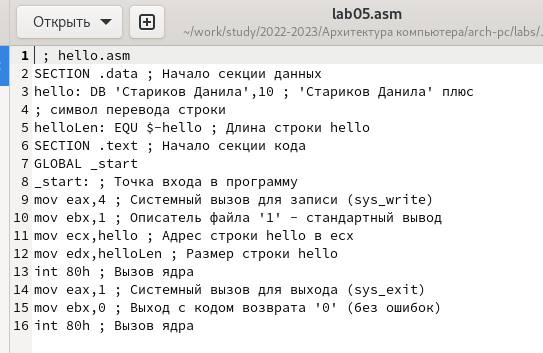 Открыть
lab05.asm
~/work/study/2022-2023/Архитектура компьютера/arch-pc/labs/.
1 ; hello.asm
2 SECTION .data ; Начало секции данных
3 hello: DB 'Стариков Данила',10 ; 'Стариков Данила' плюс
4 ; символ перевода строки
5 helloLen: EQU $-hello ; Длина строки hello
6 SECTION .text ; Начало секции кода
7 GLOBAL _start
8 _start: ; Точка входа в программу
9 mov eax,4 ; Системный вызов для записи (sys_write)
10 mov ebx,1 ; Описатель файла '1' - стандартный вывод
11 mov ecx,hello ; Адрес строки hello в ecx
12 mov edx,helloLen ; Размер строки hello
13 int 80h ; Вызов ядра
14 mov eax,1 ; Системный вызов для выхода (sys_exit)
15 mov ebx,0 ; Выход с кодом возврата '0' (без ошибок)
16 int 80h ; Вызов ядра